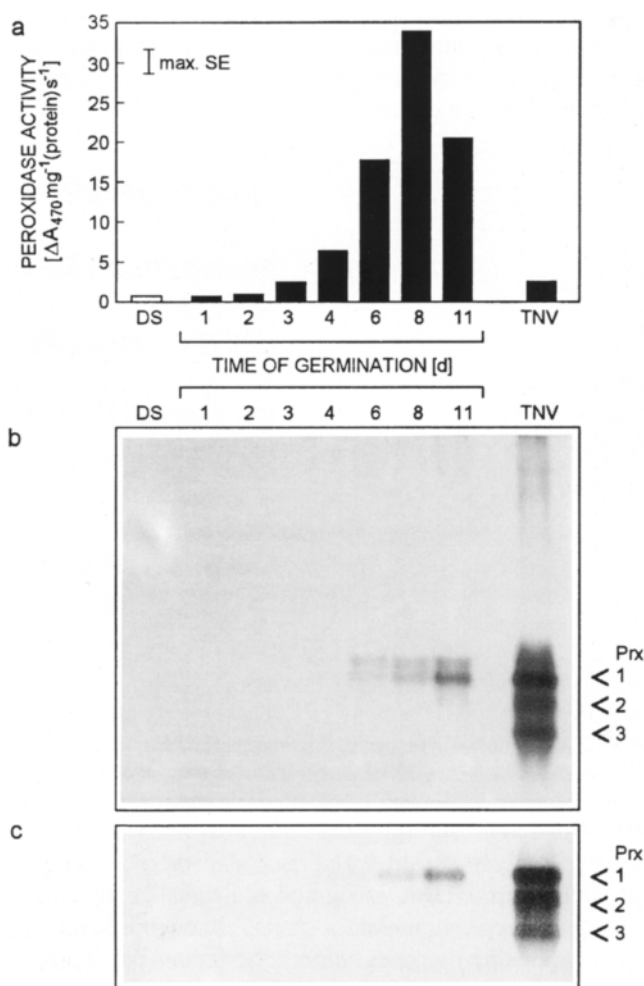 a
PEROXIDASE ACTIVITY
[ΔA₄₇₀ mg⁻¹(protein) s⁻¹]
35
30
25
20
15
10
5
0
max. SE
DS 1 2 3 4 6 8 11 TNV
TIME OF GERMINATION [d]
DS 1 2 3 4 6 8 11 TNV
b
Prx
< 1
< 2
< 3
c
Prx
< 1
< 2
< 3